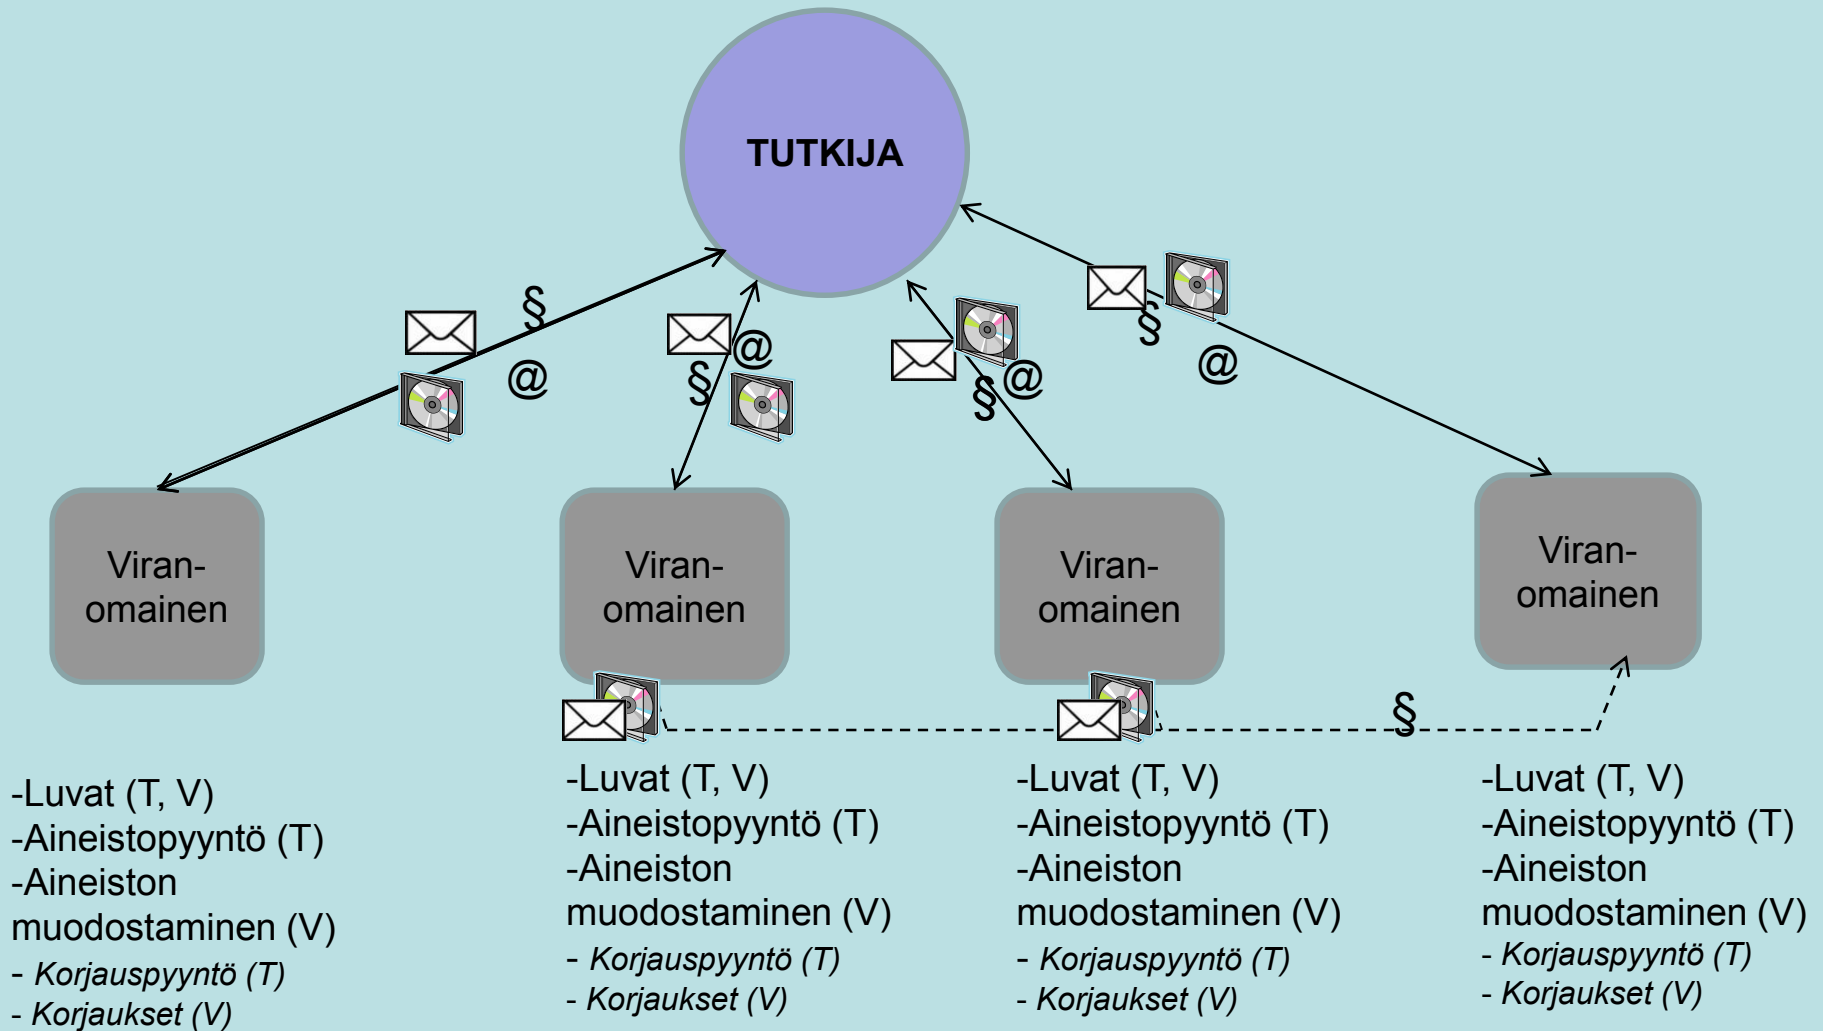 TUTKIJA
§
@
§
@
§
@
§
@
Viran-
omainen
Viran-
omainen
Viran-
omainen
Viran-
omainen
§
-Luvat (T, V)
-Aineistopyyntö (T)
-Aineiston
muodostaminen (V)
- Korjauspyyntö (T)
- Korjaukset (V)
-Luvat (T, V)
-Aineistopyyntö (T)
-Aineiston
muodostaminen (V)
- Korjauspyyntö (T)
- Korjaukset (V)
-Luvat (T, V)
-Aineistopyyntö (T)
-Aineiston
muodostaminen (V)
- Korjauspyyntö (T)
- Korjaukset (V)
-Luvat (T, V)
-Aineistopyyntö (T)
-Aineiston
muodostaminen (V)
- Korjauspyyntö (T)
- Korjaukset (V)